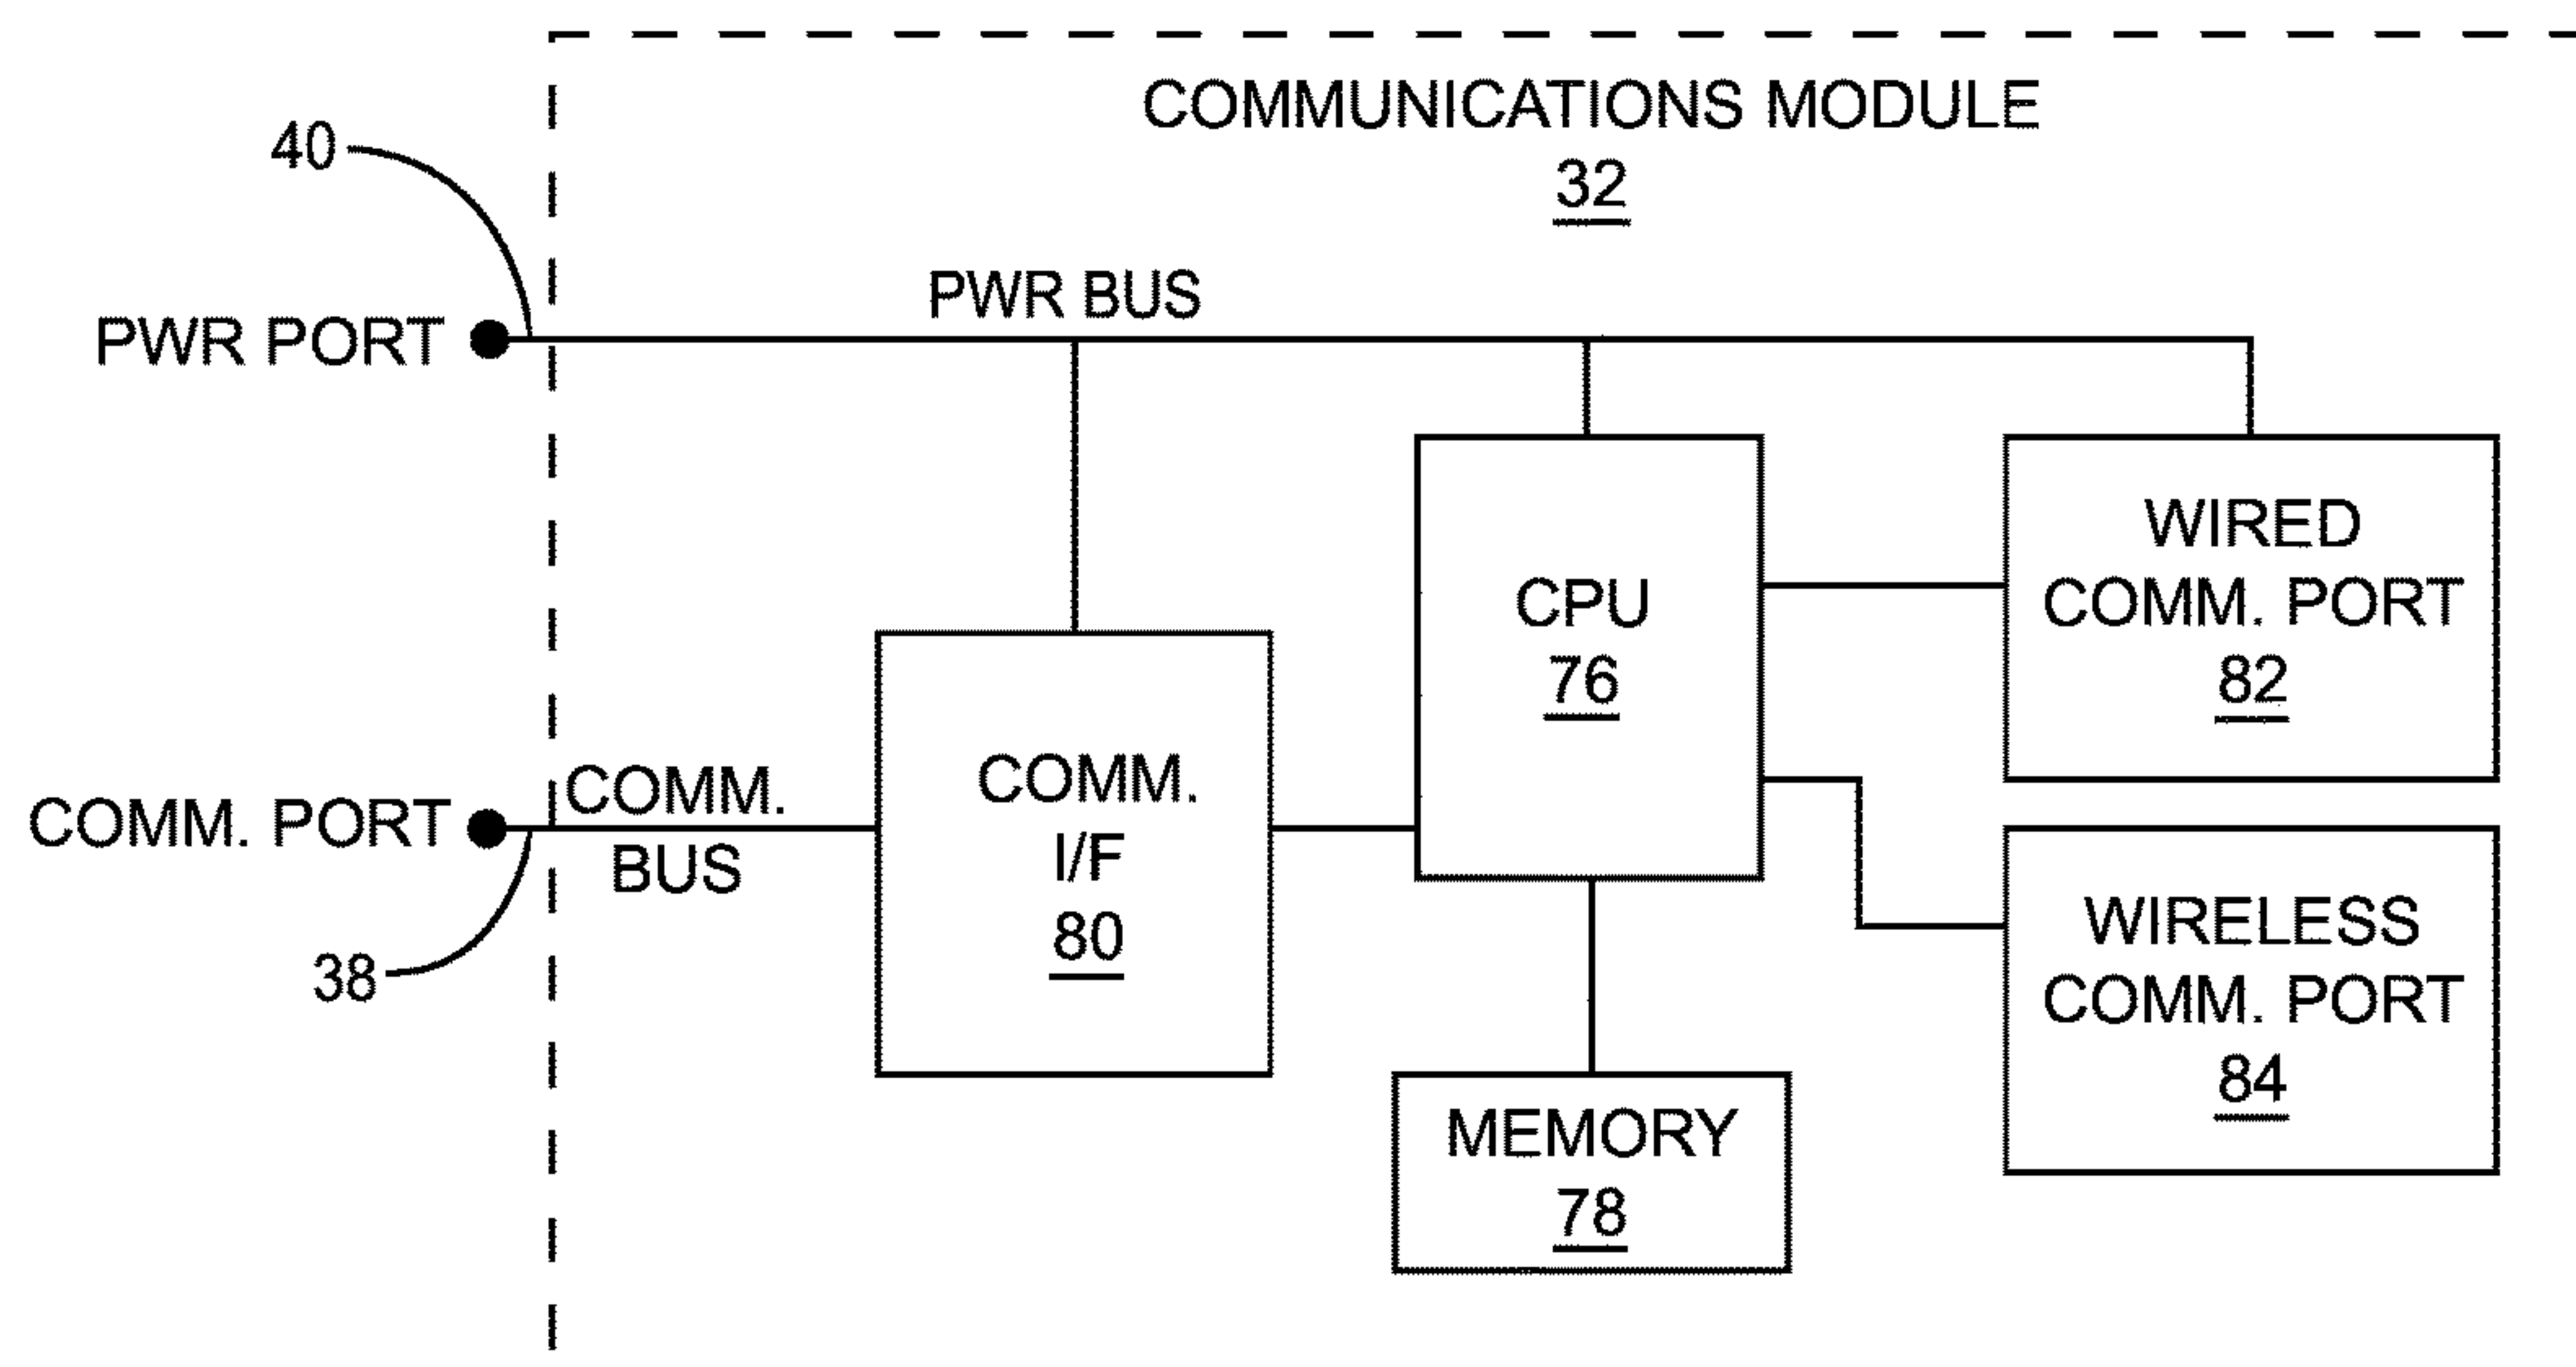 COMMUNICATIONS MODULE
32
40
PWR BUS
PWR PORT
WIRED
COMM. PORT
82
CPU
76
COMM.
BUS
COMM. PORT
38
COMM.
I/F
80
WIRELESS
COMM. PORT
84
MEMORY
78